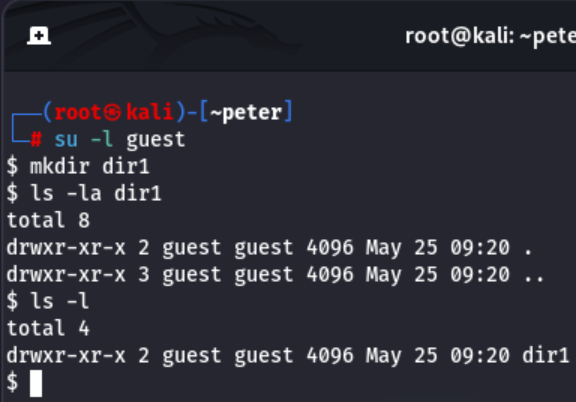 root@kali: ~pete
┌──(root㉿kali)-[~peter]
└─# su -l guest
$ mkdir dir1
$ ls -la dir1
total 8
drwxr-xr-x 2 guest guest 4096 May 25 09:20 .
drwxr-xr-x 3 guest guest 4096 May 25 09:20 ..
$ ls -l
total 4
drwxr-xr-x 2 guest guest 4096 May 25 09:20 dir1
$